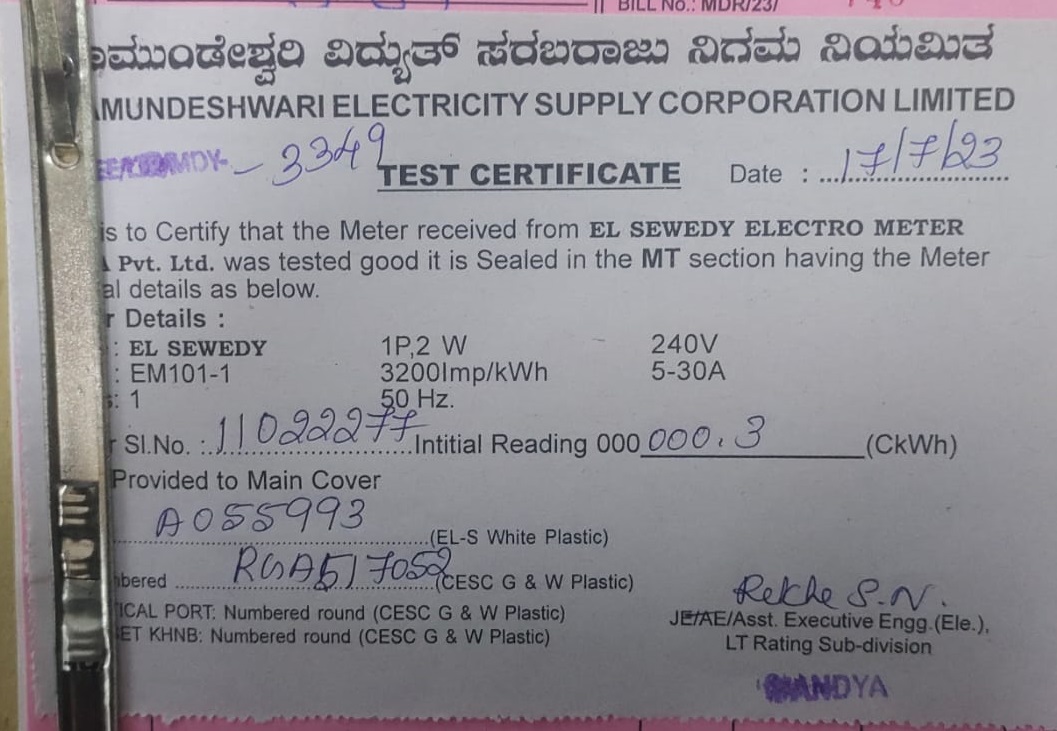 BILL No.: MDR/23/
ಾಮುಂಡೇಶ್ವರಿ ವಿದ್ಯುತ್ ಸರಬರಾಜು ನಿಗಮ ನಿಯಮಿತ
MUNDESHWARI ELECTRICITY SUPPLY CORPORATION LIMITED
MDY- 3349
TEST CERTIFICATE Date : 17/7/23
is to Certify that the Meter received from EL SEWEDY ELECTRO METER
Pvt. Ltd. was tested good it is Sealed in the MT section having the Meter
al details as below.
r Details :
: EL SEWEDY 1P,2 W 240V
: EM101-1 3200Imp/kWh 5-30A
: 1 50 Hz.
r Sl.No. : 11022277 Intitial Reading 000 000.3 (CkWh)
Provided to Main Cover
A055993 (EL-S White Plastic)
bered RGA517052 (CESC G & W Plastic)
ICAL PORT: Numbered round (CESC G & W Plastic)
ET KHNB: Numbered round (CESC G & W Plastic)
Rekha S.N.
JE/AE/Asst. Executive Engg.(Ele.),
LT Rating Sub-division
MANDYA